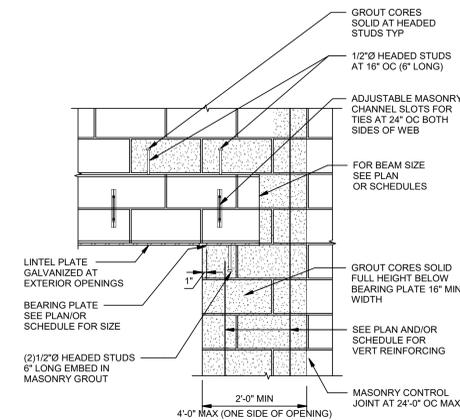 GROUT CORES
SOLID AT HEADED
STUDS TYP
1/2"Ø HEADED STUDS
AT 16" OC (6" LONG)
ADJUSTABLE MASONRY
CHANNEL SLOTS FOR
TIES AT 24" OC BOTH
SIDES OF WEB
FOR BEAM SIZE
SEE PLAN
OR SCHEDULES
LINTEL PLATE
GALVANIZED AT
EXTERIOR OPENINGS
1"
BEARING PLATE
SEE PLAN/OR
SCHEDULE FOR SIZE
GROUT CORES SOLID
FULL HEIGHT BELOW
BEARING PLATE 16" MIN
WIDTH
(2)1/2"Ø HEADED STUDS
6" LONG EMBED IN
MASONRY GROUT
SEE PLAN AND/OR
SCHEDULE FOR
VERT REINFORCING
2'-0" MIN
4'-0" MAX (ONE SIDE OF OPENING)
MASONRY CONTROL
JOINT AT 24'-0" OC MAX